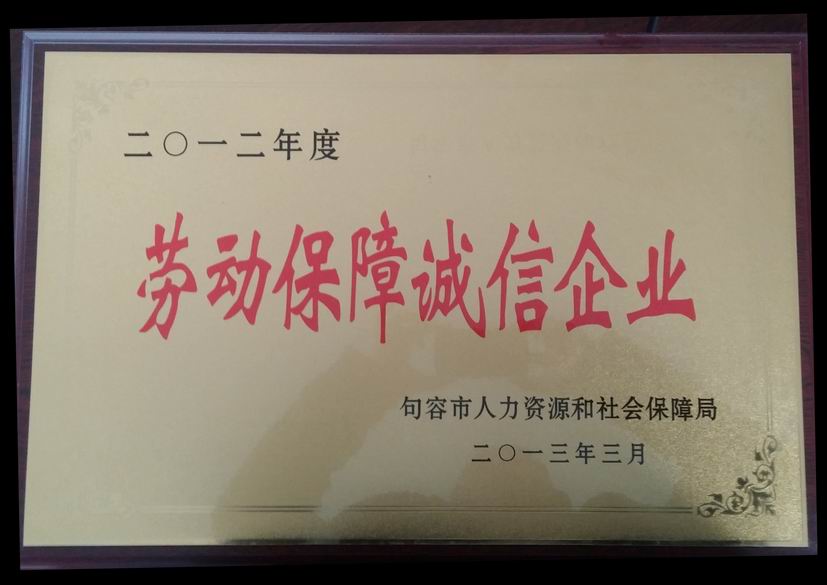 二〇一二年度
劳动保障诚信企业
句容市人力资源和社会保障局
二〇一三年三月